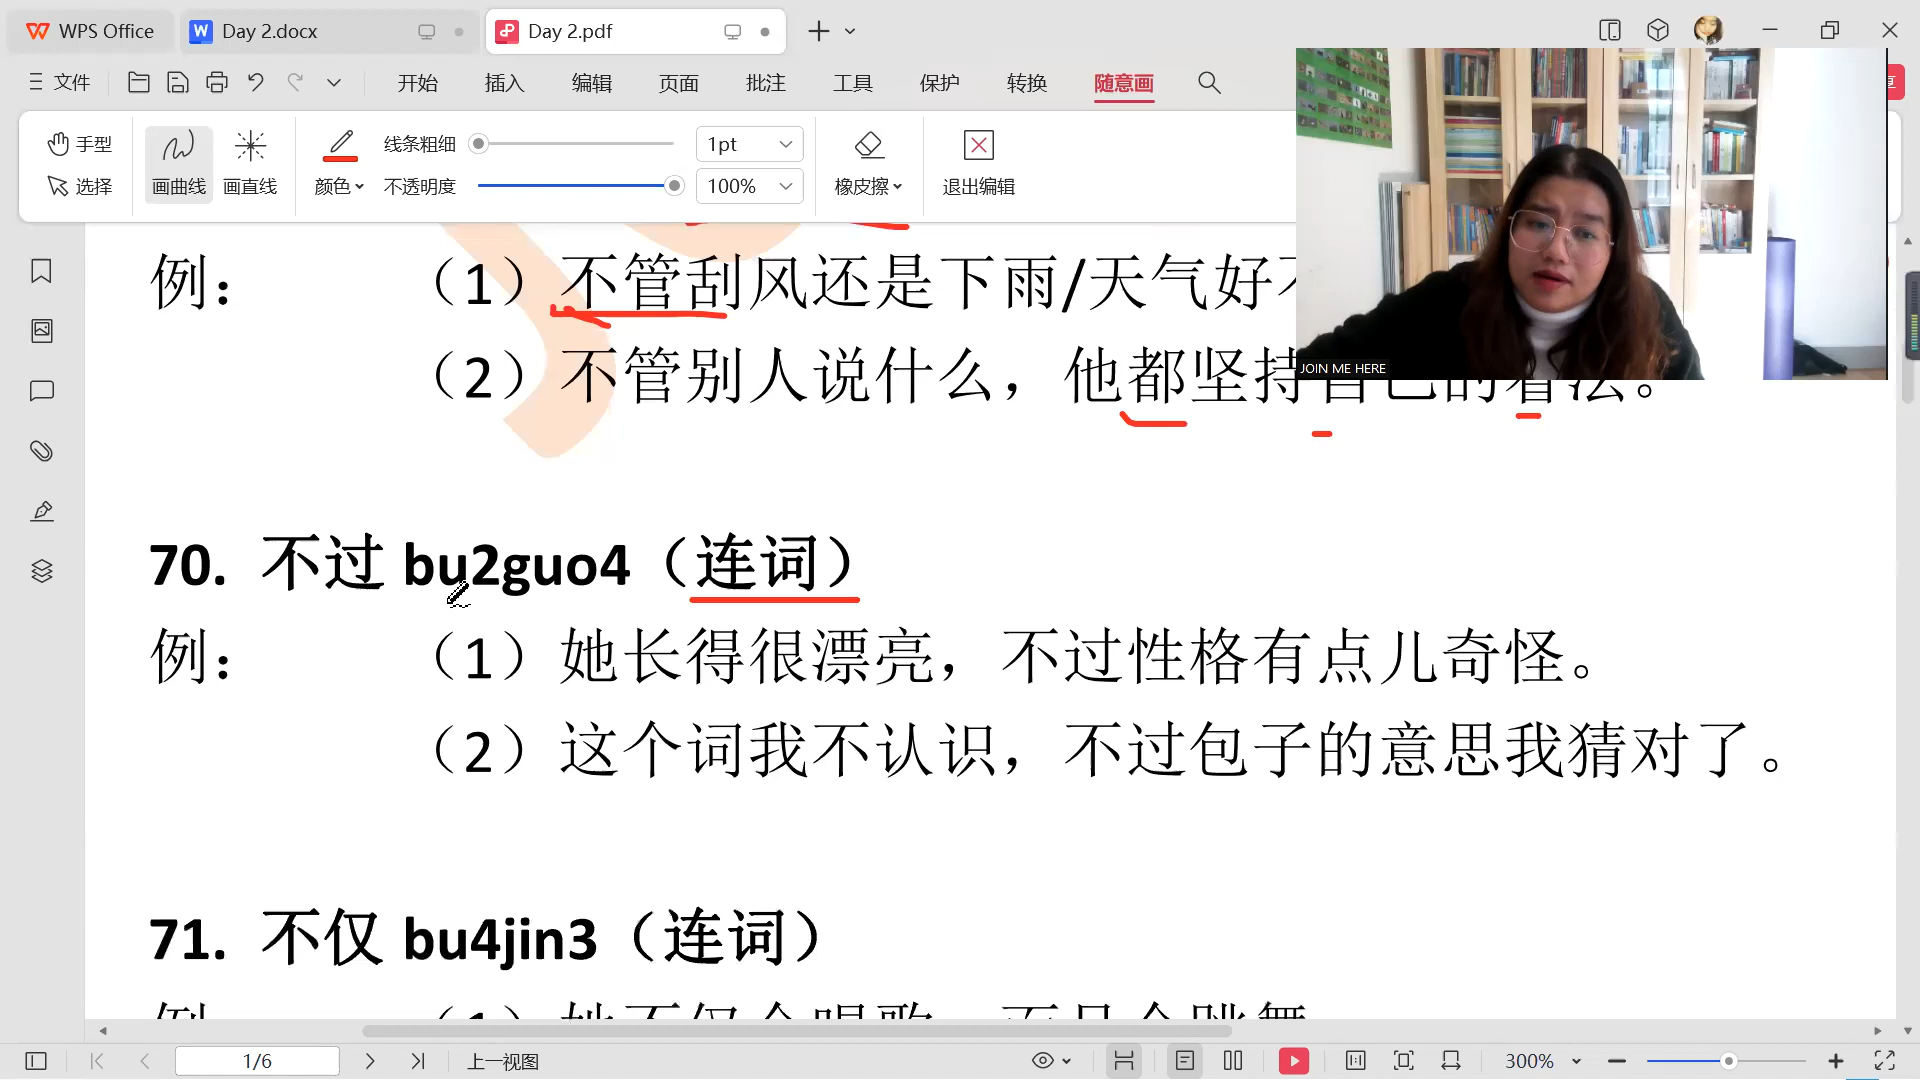 WPS Office
Day 2.docx
Day 2.pdf
文件
开始
插入
编辑
页面
批注
工具
保护
转换
随意画
手型
选择
画曲线
画直线
颜色
线条粗细
1pt
不透明度
100%
橡皮擦
退出编辑
JOIN ME HERE
例：
（1）不管刮风还是下雨/天气好
（2）不管别人说什么，他都坚持自己的看法。
70. 不过 bu2guo4（连词）
例：
（1）她长得很漂亮，不过性格有点儿奇怪。
（2）这个词我不认识，不过包子的意思我猜对了。
71. 不仅 bu4jin3（连词）
1/6
上一视图
300%